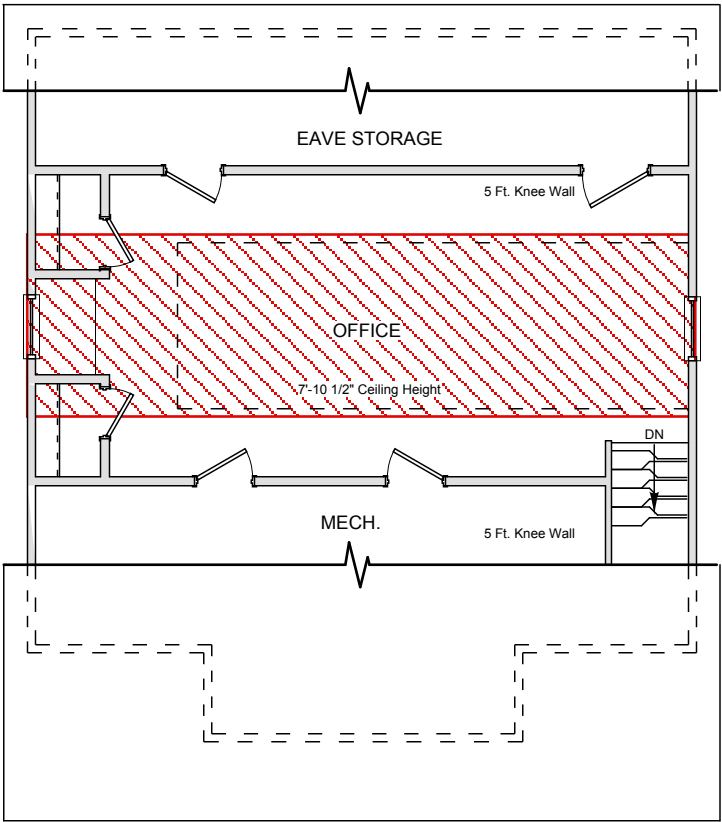 EAVE STORAGE
5 Ft. Knee Wall
OFFICE
7'-10 1/2" Ceiling Height
DN
MECH.
5 Ft. Knee Wall